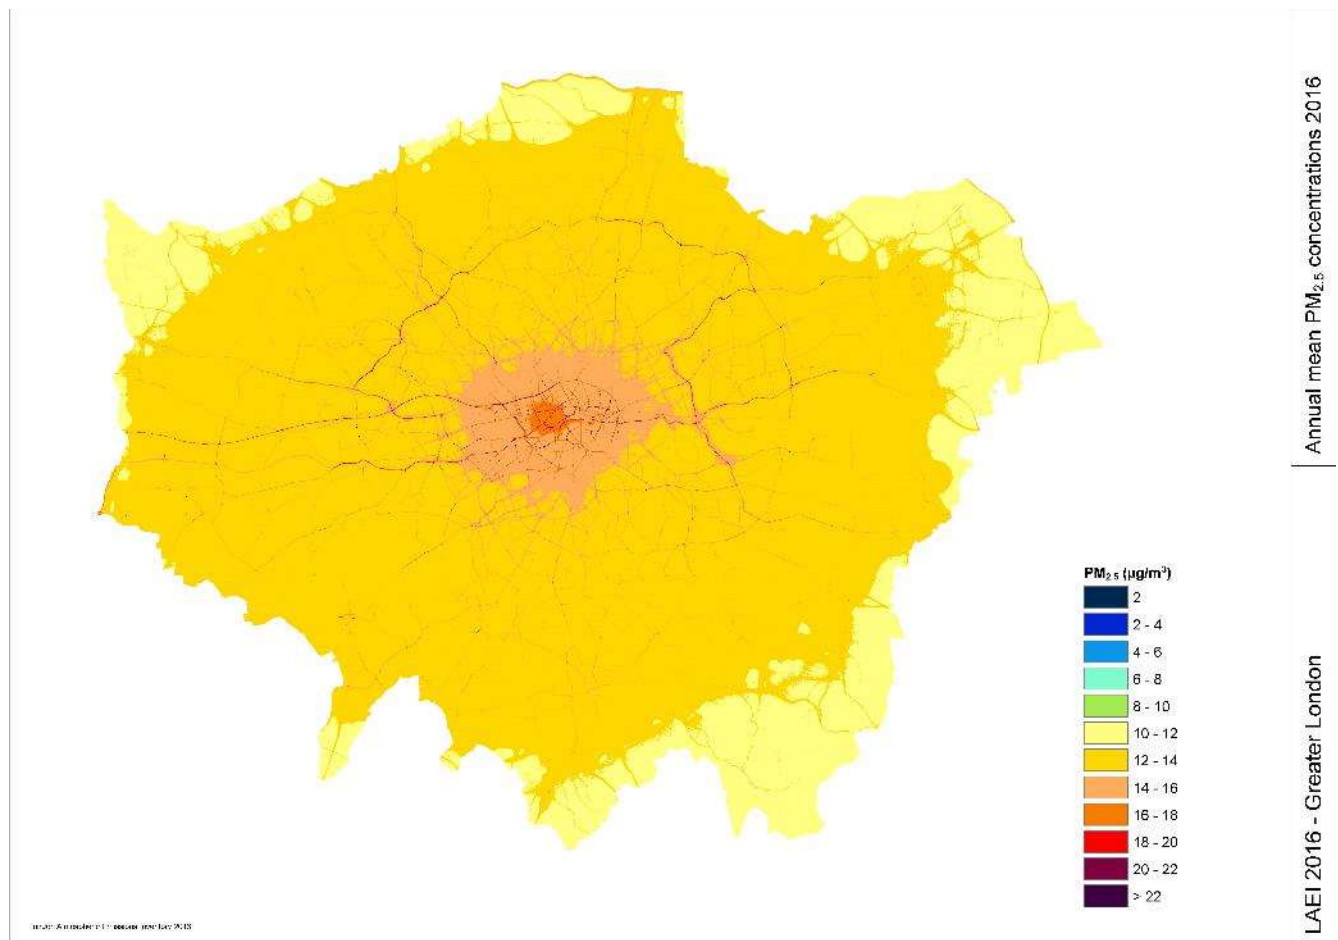 Annual mean PM2.5 concentrations 2016
LAEI 2016 - Greater London
PM2.5 (µg/m3)
2
2 - 4
4 - 6
6 - 8
8 - 10
10 - 12
12 - 14
14 - 16
16 - 18
18 - 20
20 - 22
> 22